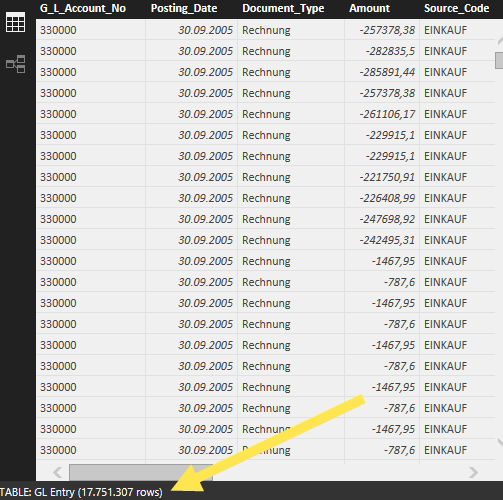 G_L_Account_No Posting_Date Document_Type Amount Source_Code
330000 30.09.2005 Rechnung -257378,38 EINKAUF
330000 30.09.2005 Rechnung -282835,5 EINKAUF
330000 30.09.2005 Rechnung -285891,44 EINKAUF
330000 30.09.2005 Rechnung -257378,38 EINKAUF
330000 30.09.2005 Rechnung -261106,17 EINKAUF
330000 30.09.2005 Rechnung -229915,1 EINKAUF
330000 30.09.2005 Rechnung -229915,1 EINKAUF
330000 30.09.2005 Rechnung -221750,91 EINKAUF
330000 30.09.2005 Rechnung -226408,99 EINKAUF
330000 30.09.2005 Rechnung -247698,92 EINKAUF
330000 30.09.2005 Rechnung -242495,31 EINKAUF
330000 30.09.2005 Rechnung -1467,95 EINKAUF
330000 30.09.2005 Rechnung -787,6 EINKAUF
330000 30.09.2005 Rechnung -1467,95 EINKAUF
330000 30.09.2005 Rechnung -787,6 EINKAUF
330000 30.09.2005 Rechnung -1467,95 EINKAUF
330000 30.09.2005 Rechnung -787,6 EINKAUF
330000 30.09.2005 Rechnung -1467,95 EINKAUF
330000 30.09.2005 Rechnung -787,6 EINKAUF
330000 30.09.2005 Rechnung -1467,95 EINKAUF
330000 30.09.2005 Rechnung -787,6 EINKAUF
TABLE: GL Entry (17.751.307 rows)